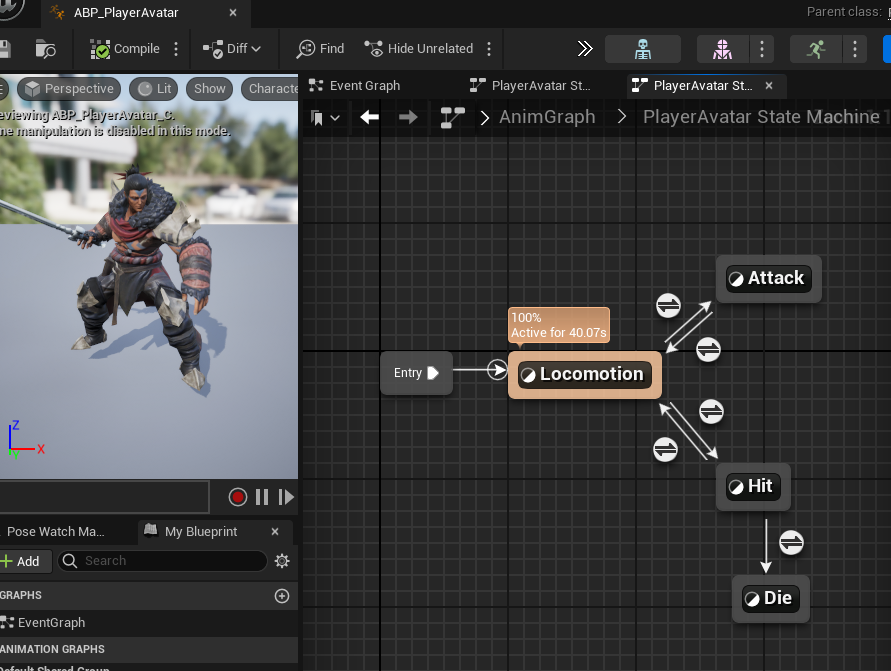 ABP_PlayerAvatar
Parent class:
Compile
Diff
Find
Hide Unrelated
Perspective
Lit
Show
Characte
Event Graph
PlayerAvatar St...
PlayerAvatar St...
eviewing ABP_PlayerAvatar_C.
ne manipulation is disabled in this mode.
AnimGraph
PlayerAvatar State Machine
Attack
100%
Active for 40.07s
Entry
Locomotion
Hit
Die
Z
X
Y
Pose Watch Ma...
My Blueprint
Add
Search
GRAPHS
EventGraph
ANIMATION GRAPHS
Default Shared Group